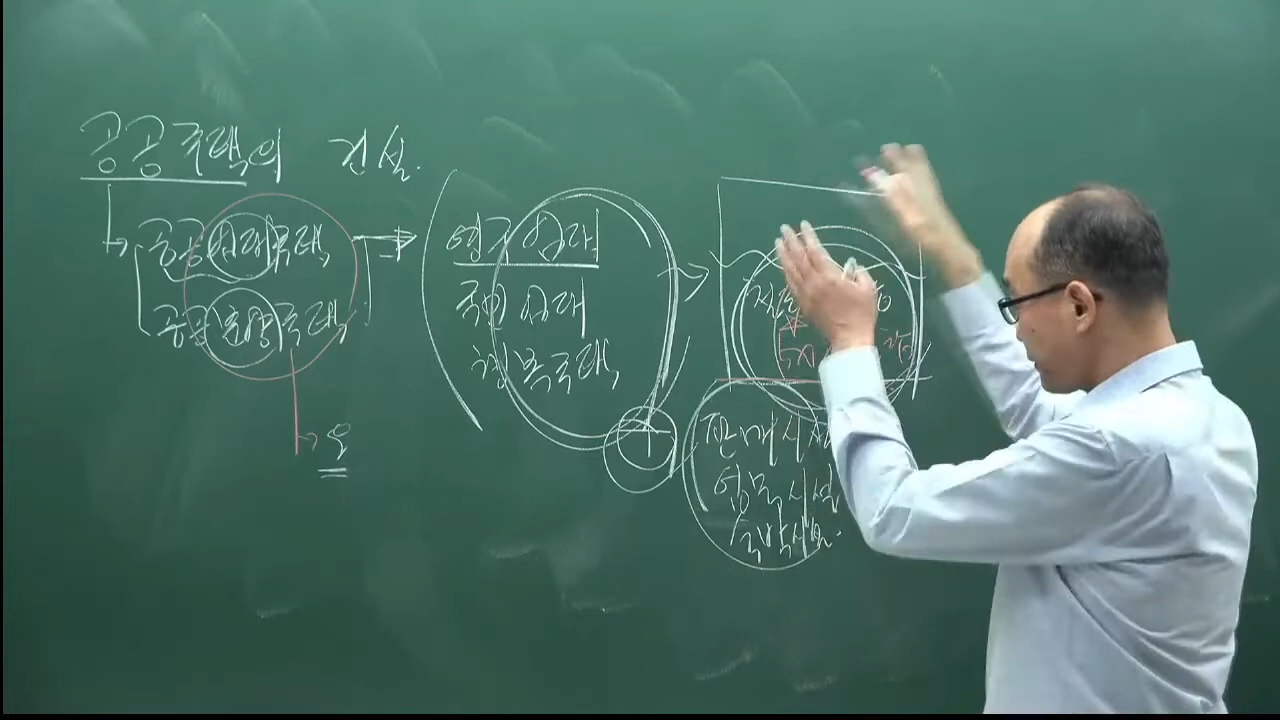 공공주택의 건설.
공공임대주택
공공분양주택
영구임대
국민임대
행복주택
판매시설
업무시설
숙박시설.